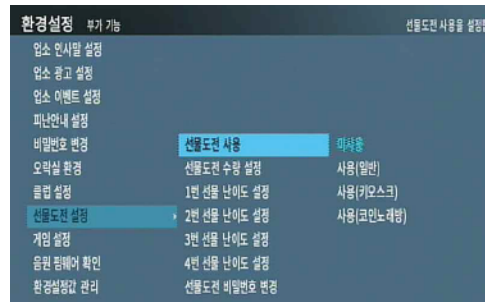 환경설정 부가 기능
선물도전 사용을 설정합
업소 인사말 설정
업소 광고 설정
업소 이벤트 설정
피난안내 설정
비밀번호 변경
오락실 환경
클럽 설정
선물도전 설정
게임 설정
음원 펌웨어 확인
환경설정값 관리
선물도전 사용
선물도전 수량 설정
1번 선물 난이도 설정
2번 선물 난이도 설정
3번 선물 난이도 설정
4번 선물 난이도 설정
선물도전 비밀번호 변경
미사용
사용(일반)
사용(키오스크)
사용(코인노래방)